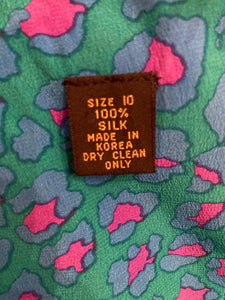 SIZE 10
100%
SILK
MADE IN
KOREA
DRY CLEAN
ONLY